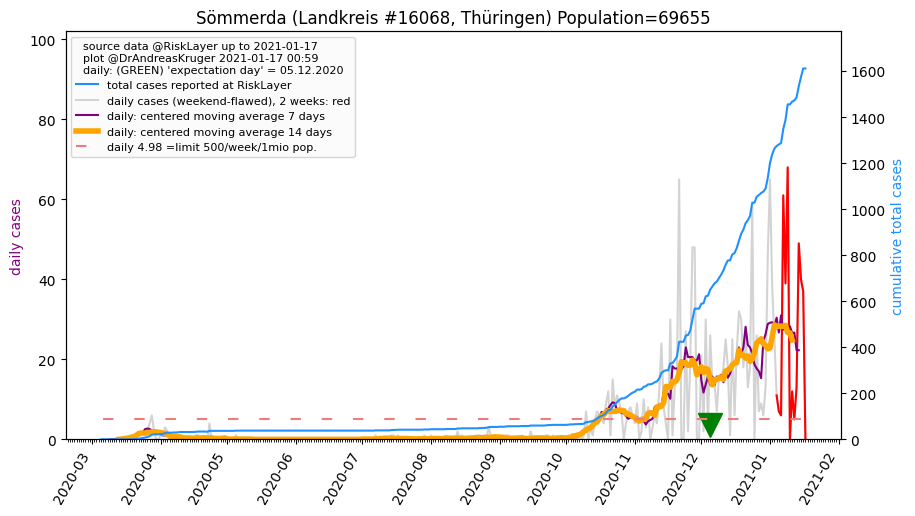 Sömmerda (Landkreis #16068, Thüringen) Population=69655
source data @RiskLayer up to 2021-01-17
plot @DrAndreasKruger 2021-01-17 00:59
daily: (GREEN) 'expectation day' = 05.12.2020
total cases reported at RiskLayer
daily cases (weekend-flawed), 2 weeks: red
daily: centered moving average 7 days
daily: centered moving average 14 days
daily 4.98 =limit 500/week/1mio pop.
daily cases
100
80
60
40
20
0
cumulative total cases
1600
1400
1200
1000
800
600
400
200
0
2020-03
2020-04
2020-05
2020-06
2020-07
2020-08
2020-09
2020-10
2020-11
2020-12
2021-01
2021-02